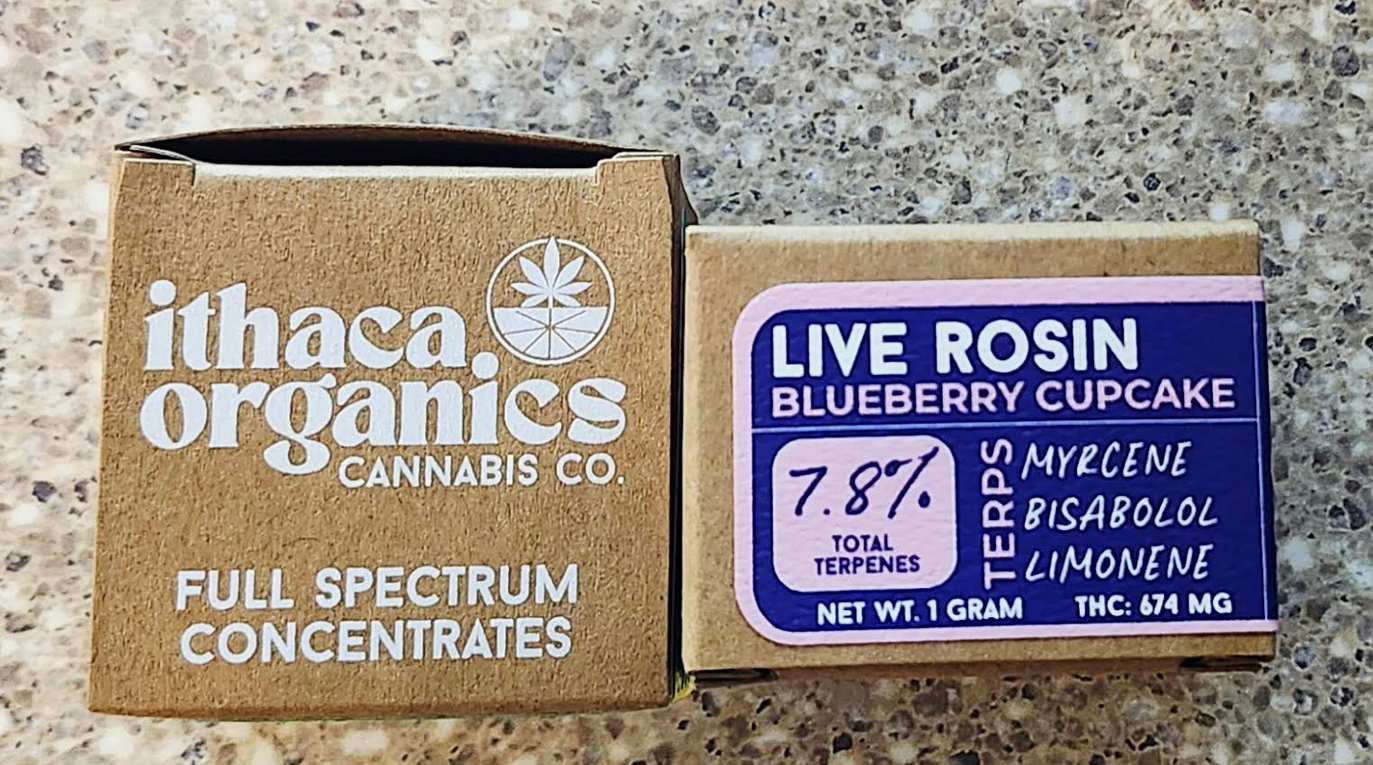 ithaca
organics
CANNABIS CO.
FULL SPECTRUM
CONCENTRATES
LIVE ROSIN
BLUEBERRY CUPCAKE
7.8%
TOTAL
TERPENES
TERPS
MYRCENE
BISABOLOL
LIMONENE
NET WT. 1 GRAM
THC: 674 MG